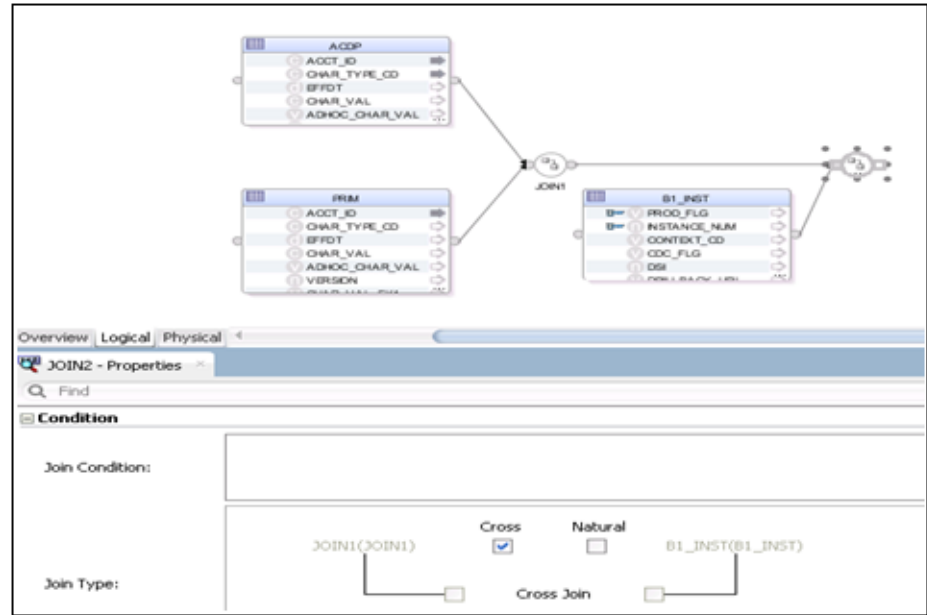 ACDP
ACCT_ID
CHAR_TYPE_CD
EFFDT
CHAR_VAL
ADHOC_CHAR_VAL
JOIN1
PRIM
ACCT_ID
CHAR_TYPE_CD
EFFDT
CHAR_VAL
ADHOC_CHAR_VAL
VERSION
B1_INST
PROD_FLG
INSTANCE_NUM
CONTEXT_CD
CDC_FLG
DSI
Overview Logical Physical
JOIN2 - Properties
Find
Condition
Join Condition:
Cross Natural
JOIN1(JOIN1) B1_INST(B1_INST)
Join Type: Cross Join